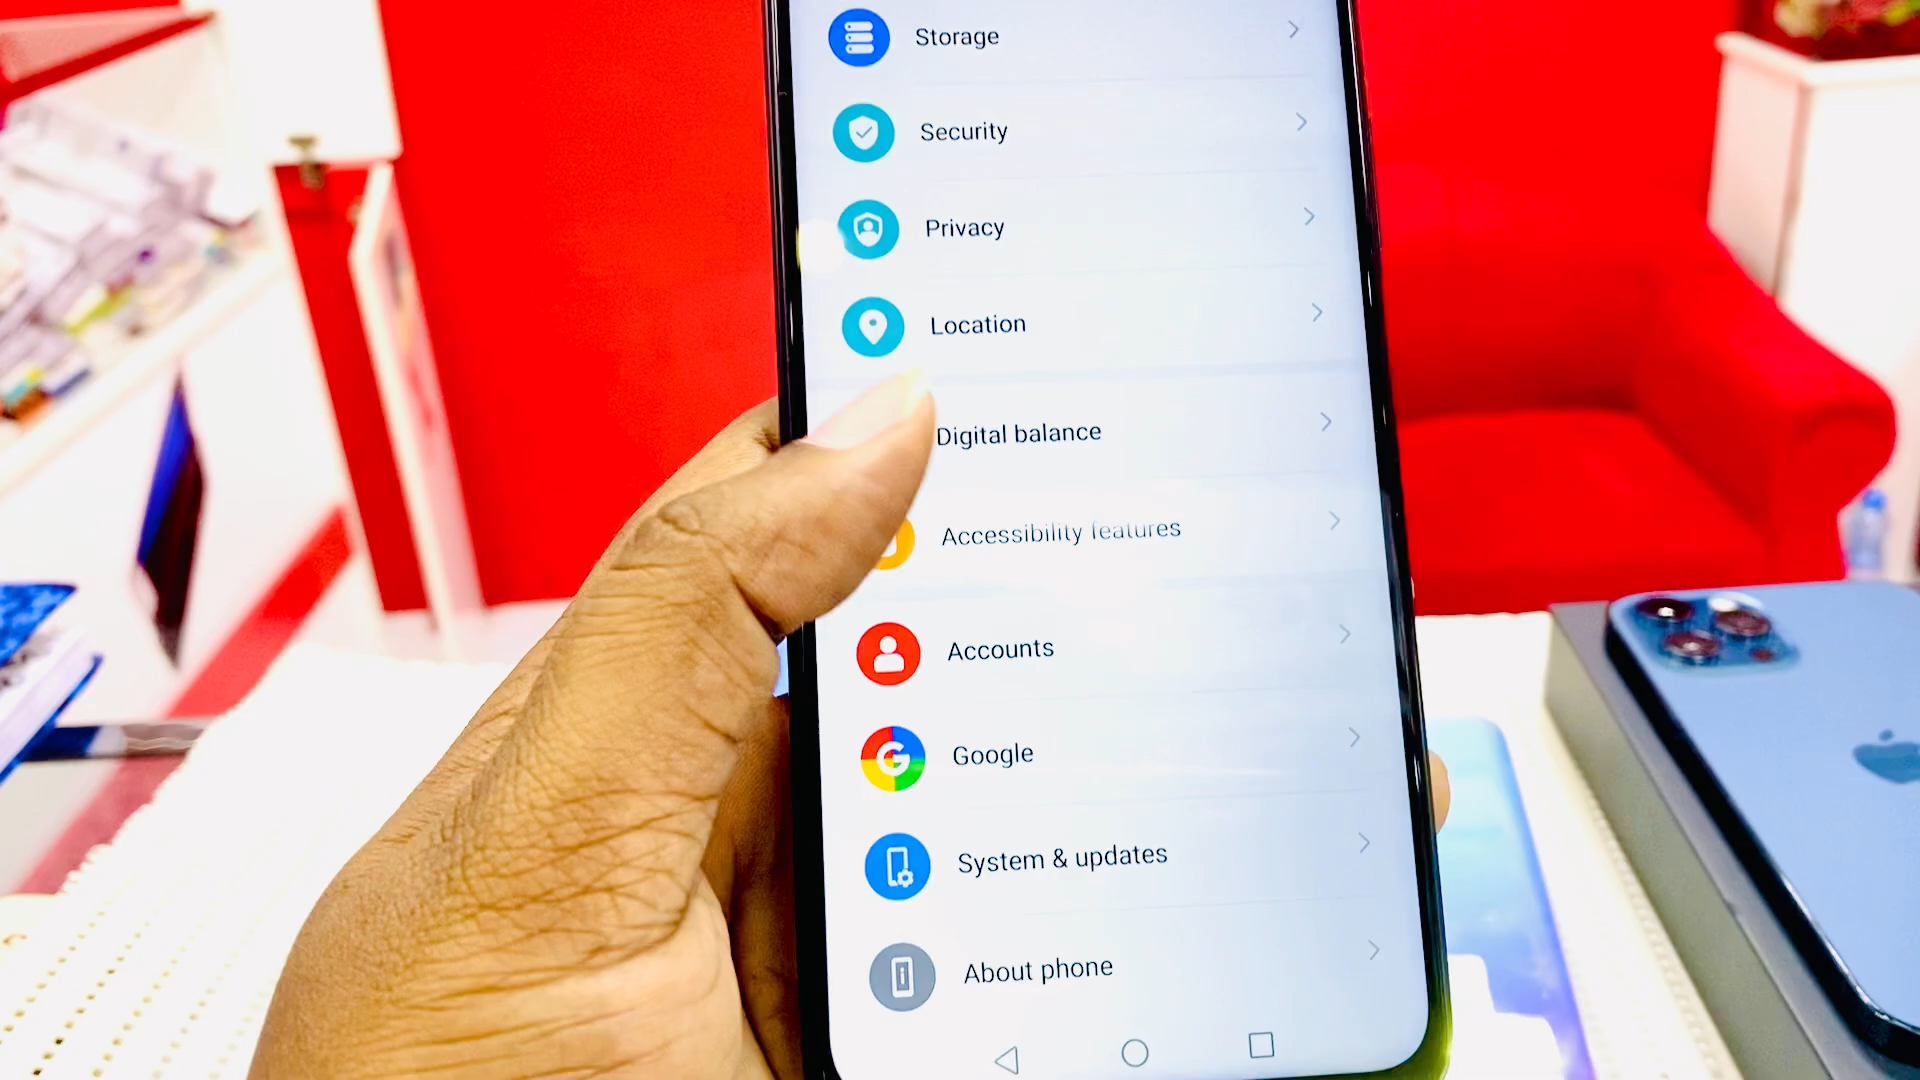 Storage
Security
Privacy
Location
Digital balance
Accessibility features
Accounts
G Google
System & updates
About phone